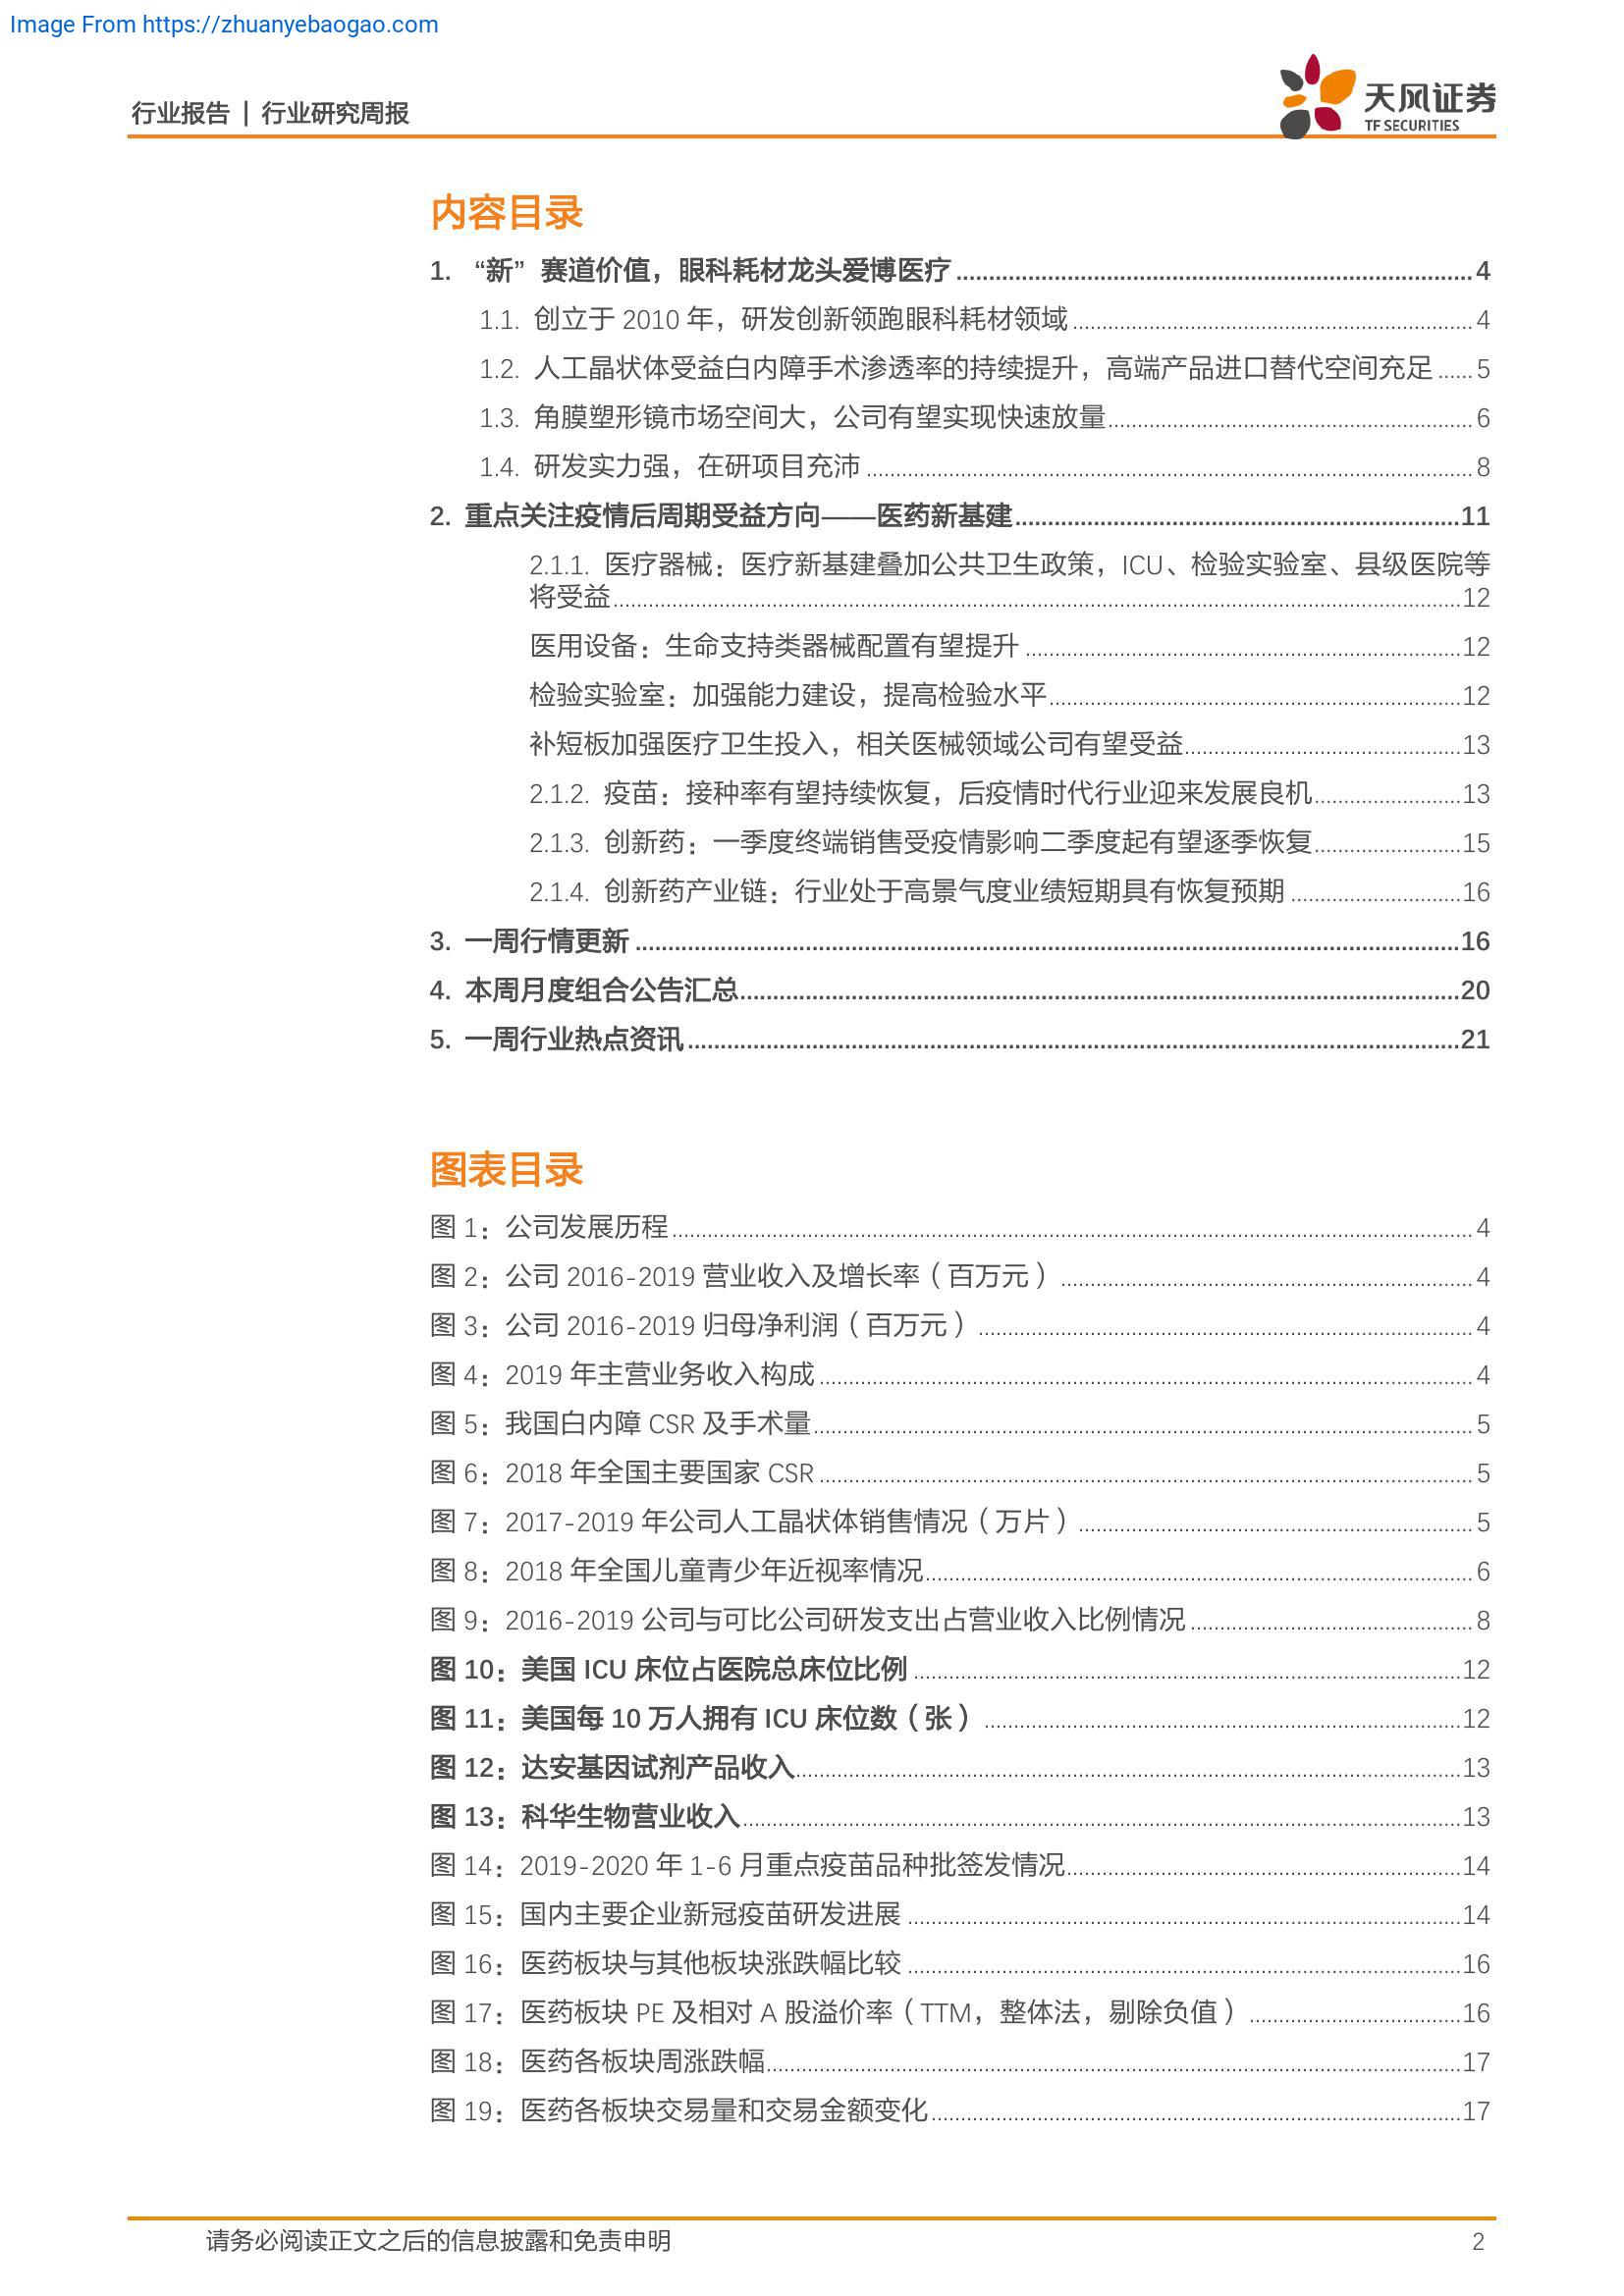 Image From https://zhuanyebaogao.com
行业报告 | 行业研究周报
天风证券
TF SECURITIES
内容目录
1. “新”赛道价值，眼科耗材龙头爱博医疗 4
1.1. 创立于 2010 年，研发创新领跑眼科耗材领域 4
1.2. 人工晶状体受益白内障手术渗透率的持续提升，高端产品进口替代空间充足 5
1.3. 角膜塑形镜市场空间大，公司有望实现快速放量 6
1.4. 研发实力强，在研项目充沛 8
2. 重点关注疫情后周期受益方向——医药新基建 11
2.1.1. 医疗器械：医疗新基建叠加公共卫生政策，ICU、检验实验室、县级医院等
将受益 12
医用设备：生命支持类器械配置有望提升 12
检验实验室：加强能力建设，提高检验水平 12
补短板加强医疗卫生投入，相关医械领域公司有望受益 13
2.1.2. 疫苗：接种率有望持续恢复，后疫情时代行业迎来发展良机 13
2.1.3. 创新药：一季度终端销售受疫情影响二季度起有望逐季恢复 15
2.1.4. 创新药产业链：行业处于高景气度业绩短期具有恢复预期 16
3. 一周行情更新 16
4. 本周月度组合公告汇总 20
5. 一周行业热点资讯 21
图表目录
图 1：公司发展历程 4
图 2：公司 2016-2019 营业收入及增长率（百万元） 4
图 3：公司 2016-2019 归母净利润（百万元） 4
图 4：2019 年主营业务收入构成 4
图 5：我国白内障 CSR 及手术量 5
图 6：2018 年全国主要国家 CSR 5
图 7：2017-2019 年公司人工晶状体销售情况（万片） 5
图 8：2018 年全国儿童青少年近视率情况 6
图 9：2016-2019 公司与可比公司研发支出占营业收入比例情况 8
图 10：美国 ICU 床位占医院总床位比例 12
图 11：美国每 10 万人拥有 ICU 床位数（张） 12
图 12：达安基因试剂产品收入 13
图 13：科华生物营业收入 13
图 14：2019-2020 年 1-6 月重点疫苗品种批签发情况 14
图 15：国内主要企业新冠疫苗研发进展 14
图 16：医药板块与其他板块涨跌幅比较 16
图 17：医药板块 PE 及相对 A 股溢价率（TTM，整体法，剔除负值） 16
图 18：医药各板块周涨跌幅 17
图 19：医药各板块交易量和交易金额变化 17
请务必阅读正文之后的信息披露和免责申明 2